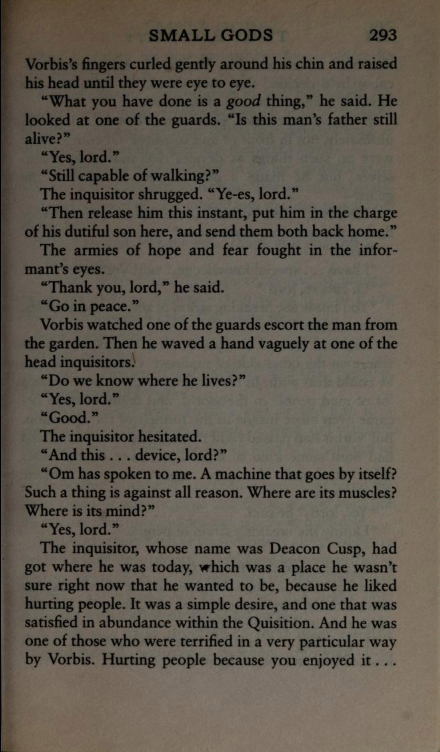 SMALL GODS 293
Vorbis's fingers curled gently around his chin and raised
his head until they were eye to eye.
“What you have done is a good thing,” he said. He
looked at one of the guards. “Is this man's father still
alive?”
“Yes, lord.”
“Still capable of walking?”
The inquisitor shrugged. “Ye-es, lord.”
“Then release him this instant, put him in the charge
of his dutiful son here, and send them both back home.”
The armies of hope and fear fought in the infor-
mant's eyes.
“Thank you, lord,” he said.
“Go in peace.”
Vorbis watched one of the guards escort the man from
the garden. Then he waved a hand vaguely at one of the
head inquisitors.
“Do we know where he lives?”
“Yes, lord.”
“Good.”
The inquisitor hesitated.
“And this . . . device, lord?”
“Om has spoken to me. A machine that goes by itself?
Such a thing is against all reason. Where are its muscles?
Where is its mind?”
“Yes, lord.”
The inquisitor, whose name was Deacon Cusp, had
got where he was today, which was a place he wasn't
sure right now that he wanted to be, because he liked
hurting people. It was a simple desire, and one that was
satisfied in abundance within the Quisition. And he was
one of those who were terrified in a very particular way
by Vorbis. Hurting people because you enjoyed it . . .